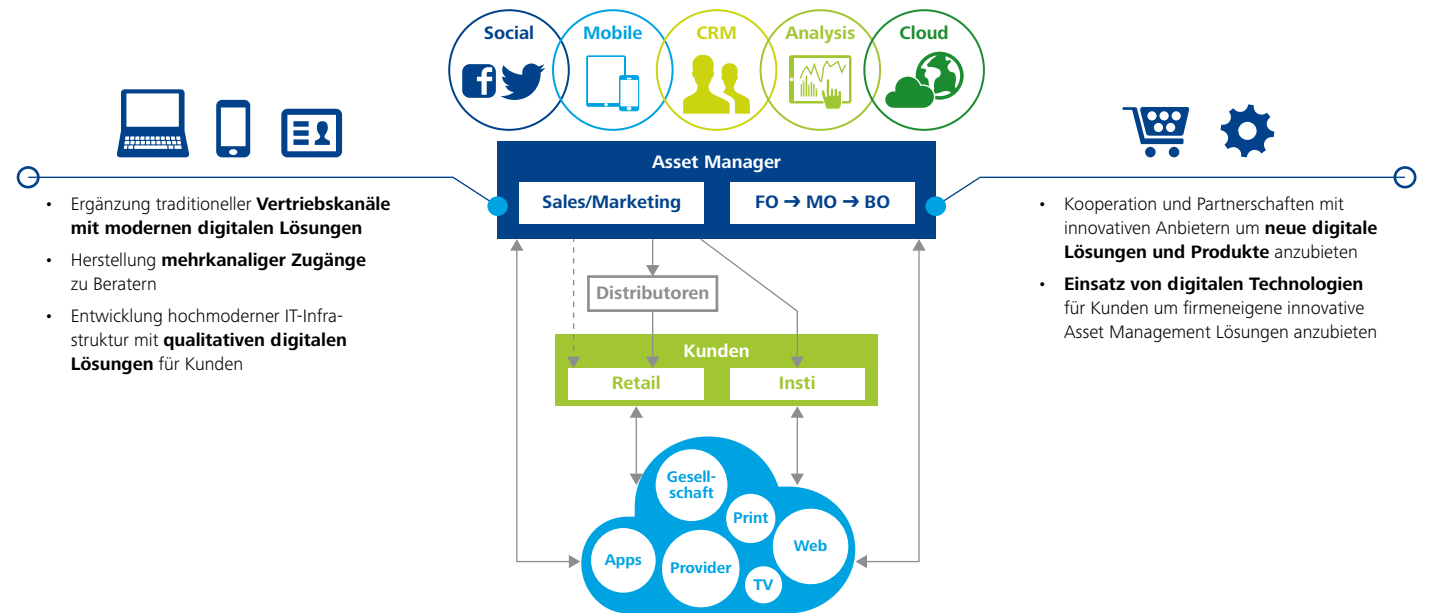 Social
Mobile
CRM
Analysis
Cloud
Asset Manager
Sales/Marketing
FO ➔ MO ➔ BO
• Ergänzung traditioneller Vertriebskanäle
mit modernen digitalen Lösungen
• Herstellung mehrkanaliger Zugänge
zu Beratern
• Entwicklung hochmoderner IT-Infra-
struktur mit qualitativen digitalen
Lösungen für Kunden
• Kooperation und Partnerschaften mit
innovativen Anbietern um neue digitale
Lösungen und Produkte anzubieten
• Einsatz von digitalen Technologien
für Kunden um firmeneigene innovative
Asset Management Lösungen anzubieten
Distributoren
Kunden
Retail
Insti
Gesell-
schaft
Print
Web
Apps
Provider
TV